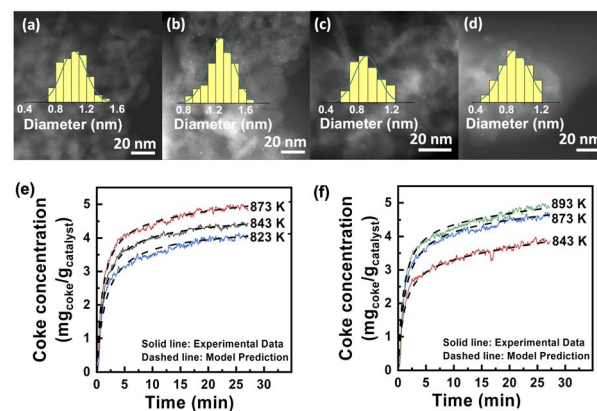 (a)
0.4 0.8 1.2 1.6
Diameter (nm)
20 nm
(b)
0.8 1.2 1.6
Diameter (nm)
20 nm
(c)
0.8 1.2
Diameter (nm)
20 nm
(d)
0.4 0.8 1.2
Diameter (nm)
20 nm
(e)
Coke concentration
(mgcoke/gcatalyst)
5
4
3
2
1
0
873 K
843 K
823 K
Solid line: Experimental Data
Dashed line: Model Prediction
0 5 10 15 20 25 30
Time (min)
(f)
Coke concentration
(mgcoke/gcatalyst)
5
4
3
2
1
0
893 K
873 K
843 K
Solid line: Experimental Data
Dashed line: Model Prediction
0 5 10 15 20 25 30
Time (min)